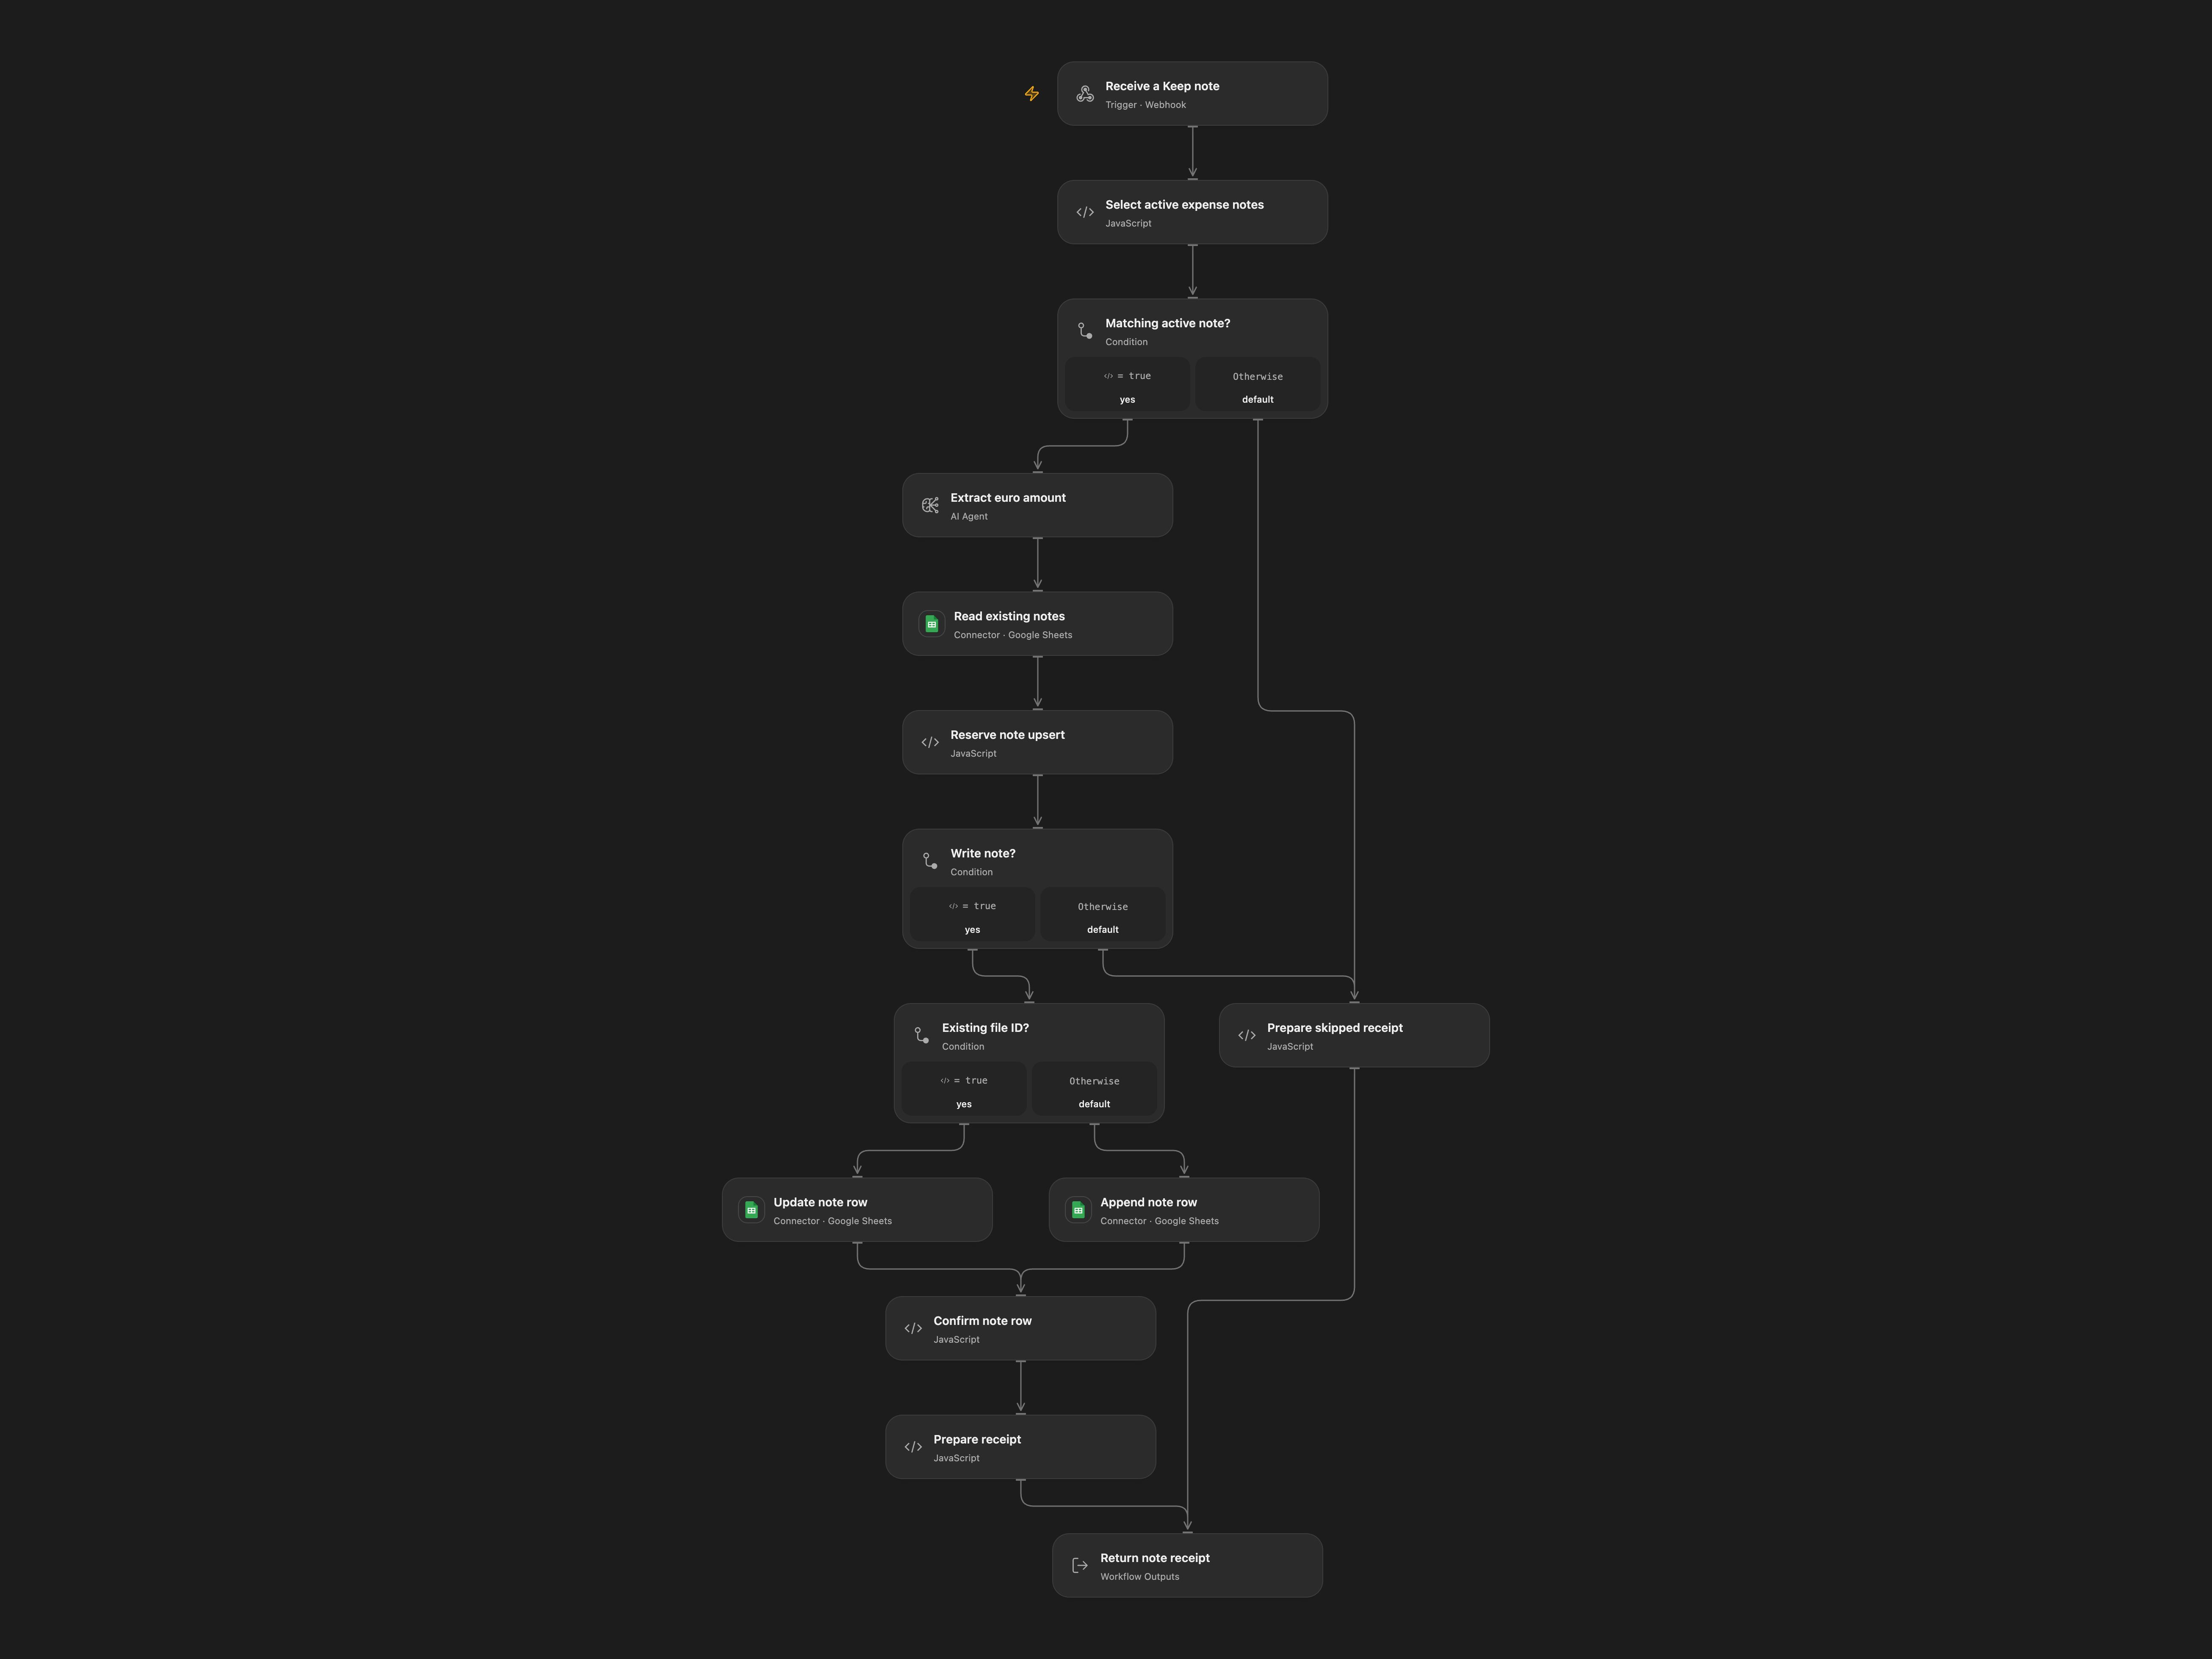 Receive a Keep note
Trigger · Webhook
Select active expense notes
JavaScript
Matching active note?
Condition
</> = true
yes
Otherwise
default
Extract euro amount
AI Agent
Read existing notes
Connector · Google Sheets
Reserve note upsert
JavaScript
Write note?
Condition
</> = true
yes
Otherwise
default
Existing file ID?
Condition
</> = true
yes
Otherwise
default
Prepare skipped receipt
JavaScript
Update note row
Connector · Google Sheets
Append note row
Connector · Google Sheets
Confirm note row
JavaScript
Prepare receipt
JavaScript
Return note receipt
Workflow Outputs